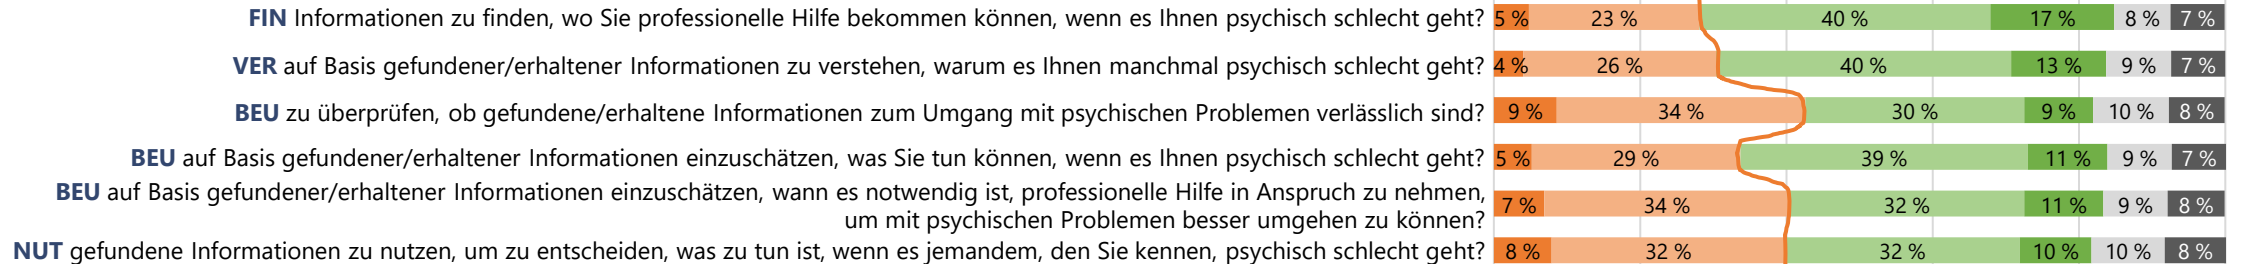 FIN Informationen zu finden, wo Sie professionelle Hilfe bekommen können, wenn es Ihnen psychisch schlecht geht? 5 % 23 % 40 % 17 % 8 % 7 %
VER auf Basis gefundener/erhaltener Informationen zu verstehen, warum es Ihnen manchmal psychisch schlecht geht? 4 % 26 % 40 % 13 % 9 % 7 %
BEU zu überprüfen, ob gefundene/erhaltene Informationen zum Umgang mit psychischen Problemen verlässlich sind? 9 % 34 % 30 % 9 % 10 % 8 %
BEU auf Basis gefundener/erhaltener Informationen einzuschätzen, was Sie tun können, wenn es Ihnen psychisch schlecht geht? 5 % 29 % 39 % 11 % 9 % 7 %
BEU auf Basis gefundener/erhaltener Informationen einzuschätzen, wann es notwendig ist, professionelle Hilfe in Anspruch zu nehmen,
um mit psychischen Problemen besser umgehen zu können? 7 % 34 % 32 % 11 % 9 % 8 %
NUT gefundene Informationen zu nutzen, um zu entscheiden, was zu tun ist, wenn es jemandem, den Sie kennen, psychisch schlecht geht? 8 % 32 % 32 % 10 % 10 % 8 %